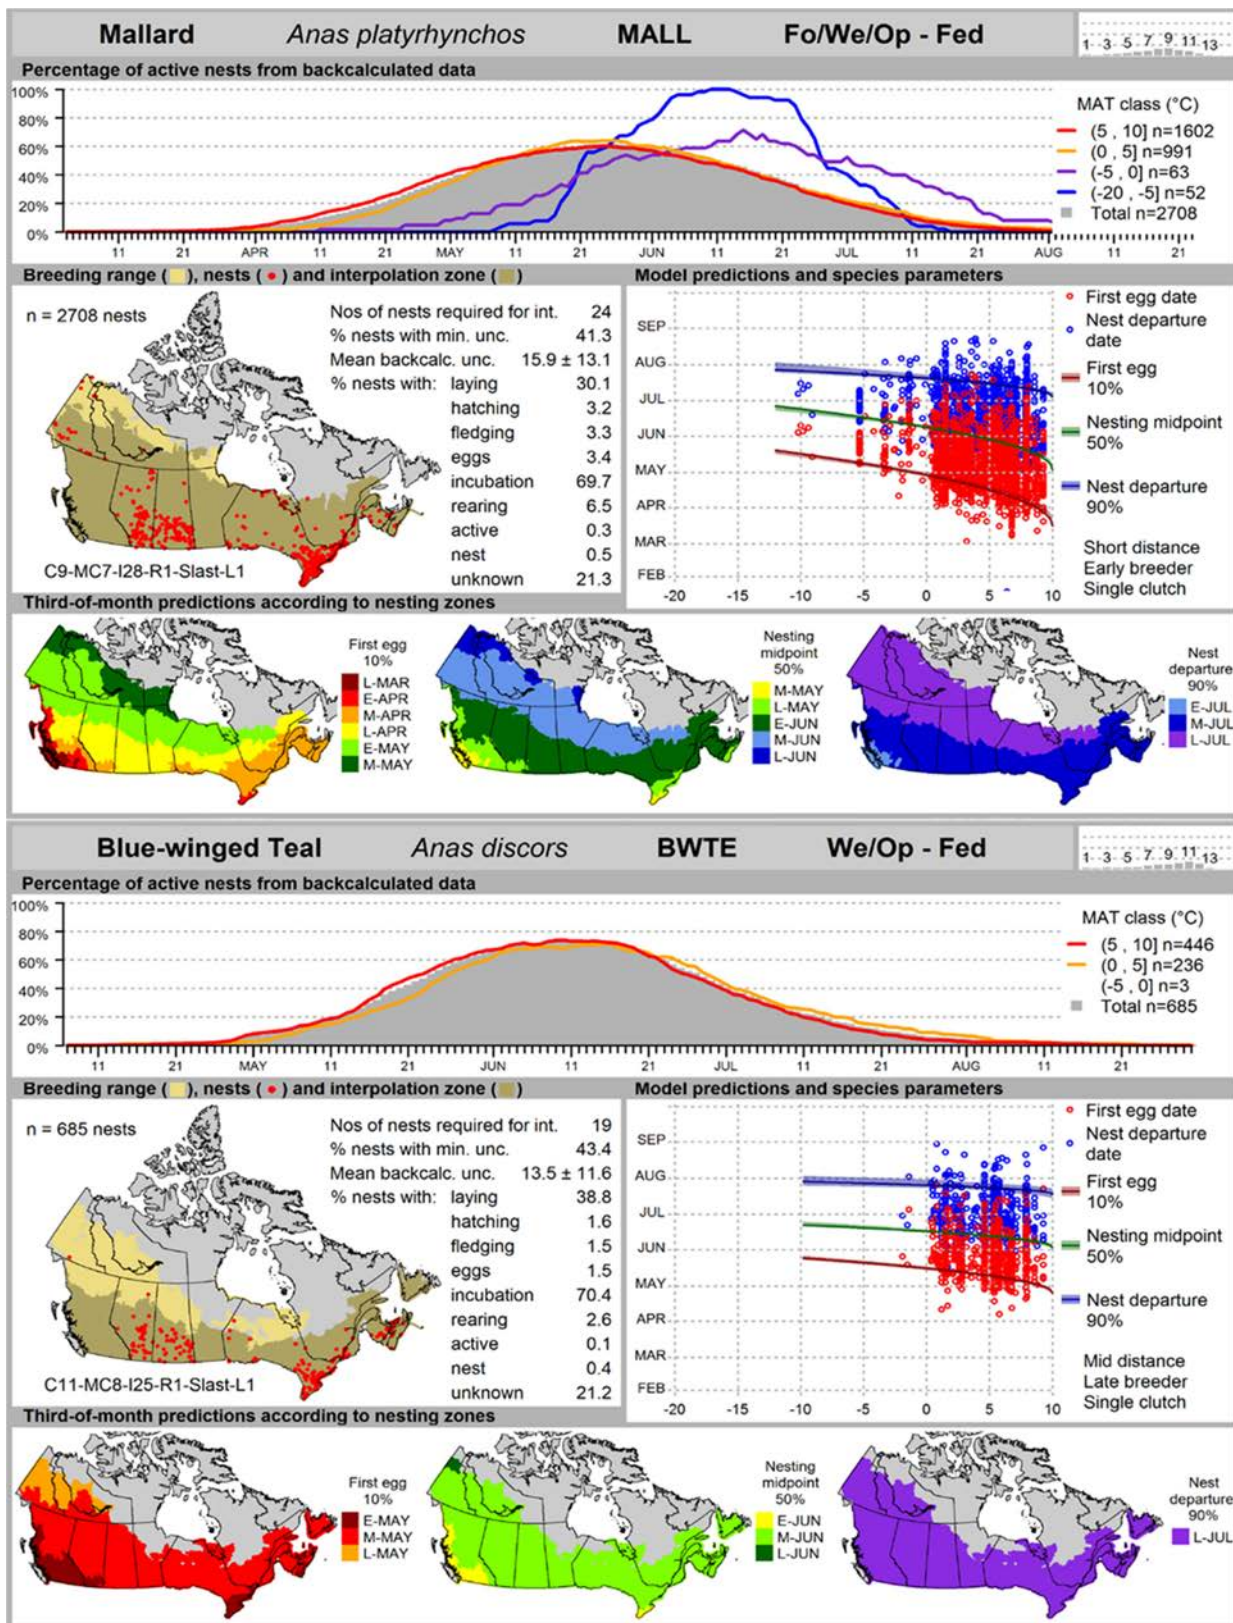 Mallard Anas platyrhynchos MALL Fo/We/Op - Fed
1 3 5 7 9 11 13
Percentage of active nests from backcalculated data
100%
80%
60%
40%
20%
0%
11 21 APR 11 21 MAY 11 21 JUN 11 21 JUL 11 21 AUG 11 21
MAT class (°C)
(5 , 10] n=1602
(0 , 5] n=991
(-5 , 0] n=63
(-20 , -5] n=52
Total n=2708
Breeding range ( ), nests ( ) and interpolation zone ( )
n = 2708 nests
Nos of nests required for int. 24
% nests with min. unc. 41.3
Mean backcalc. unc. 15.9 ± 13.1
% nests with: laying 30.1
hatching 3.2
fledging 3.3
eggs 3.4
incubation 69.7
rearing 6.5
active 0.3
nest 0.5
unknown 21.3
C9-MC7-I28-R1-Slast-L1
Model predictions and species parameters
SEP
AUG
JUL
JUN
MAY
APR
MAR
FEB
-20 -15 -10 -5 0 5 10
First egg date
Nest departure
date
First egg
10%
Nesting midpoint
50%
Nest departure
90%
Short distance
Early breeder
Single clutch
Third-of-month predictions according to nesting zones
First egg
10%
L-MAR
E-APR
M-APR
L-APR
E-MAY
M-MAY
Nesting
midpoint
50%
M-MAY
L-MAY
E-JUN
M-JUN
L-JUN
Nest
departure
90%
E-JUL
M-JUL
L-JUL
Blue-winged Teal Anas discors BWTE We/Op - Fed
1 3 5 7 9 11 13
Percentage of active nests from backcalculated data
100%
80%
60%
40%
20%
0%
11 21 MAY 11 21 JUN 11 21 JUL 11 21 AUG 11 21
MAT class (°C)
(5 , 10] n=446
(0 , 5] n=236
(-5 , 0] n=3
Total n=685
Breeding range ( ), nests ( ) and interpolation zone ( )
n = 685 nests
Nos of nests required for int. 19
% nests with min. unc. 43.4
Mean backcalc. unc. 13.5 ± 11.6
% nests with: laying 38.8
hatching 1.6
fledging 1.5
eggs 1.5
incubation 70.4
rearing 2.6
active 0.1
nest 0.4
unknown 21.2
C11-MC8-I25-R1-Slast-L1
Model predictions and species parameters
SEP
AUG
JUL
JUN
MAY
APR
MAR
FEB
-20 -15 -10 -5 0 5 10
First egg date
Nest departure
date
First egg
10%
Nesting midpoint
50%
Nest departure
90%
Mid distance
Late breeder
Single clutch
Third-of-month predictions according to nesting zones
First egg
10%
E-MAY
M-MAY
L-MAY
Nesting
midpoint
50%
E-JUN
M-JUN
L-JUN
Nest
departure
90%
L-JUL